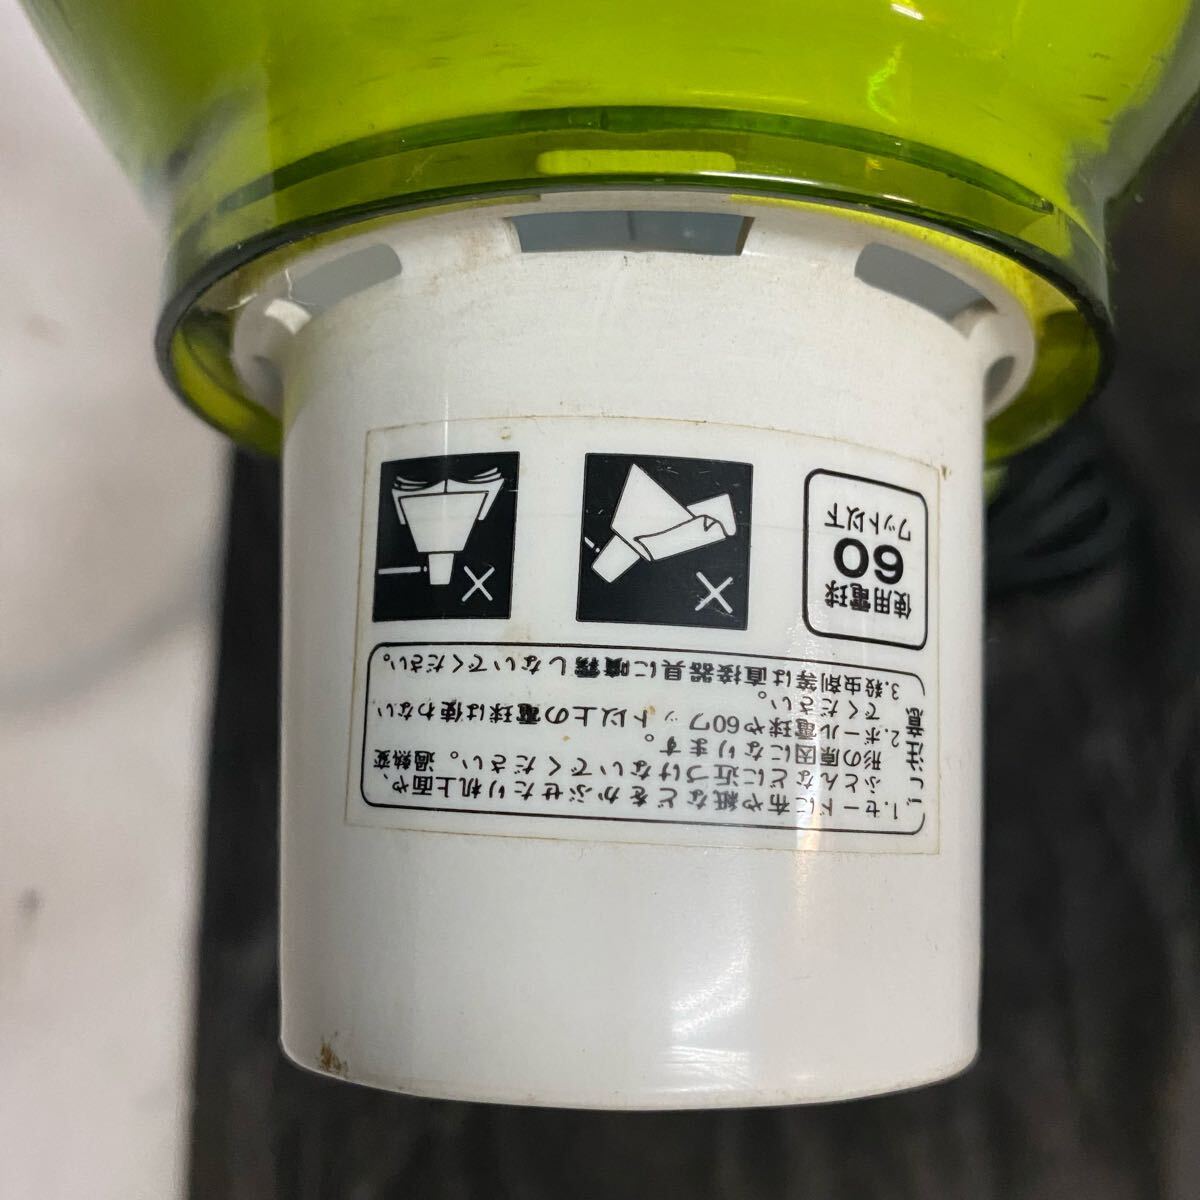 使用電球
60
ワット以下
〔注意〕
1.セードに布や紙などをかぶせたり机上面や、
ふとんなどに近づけないでください。過熱変
形の原因になります。
2.ボール電球や60ワット以上の電球は使わない
でください。
3.殺虫剤等は直接器具に噴霧しないでください。